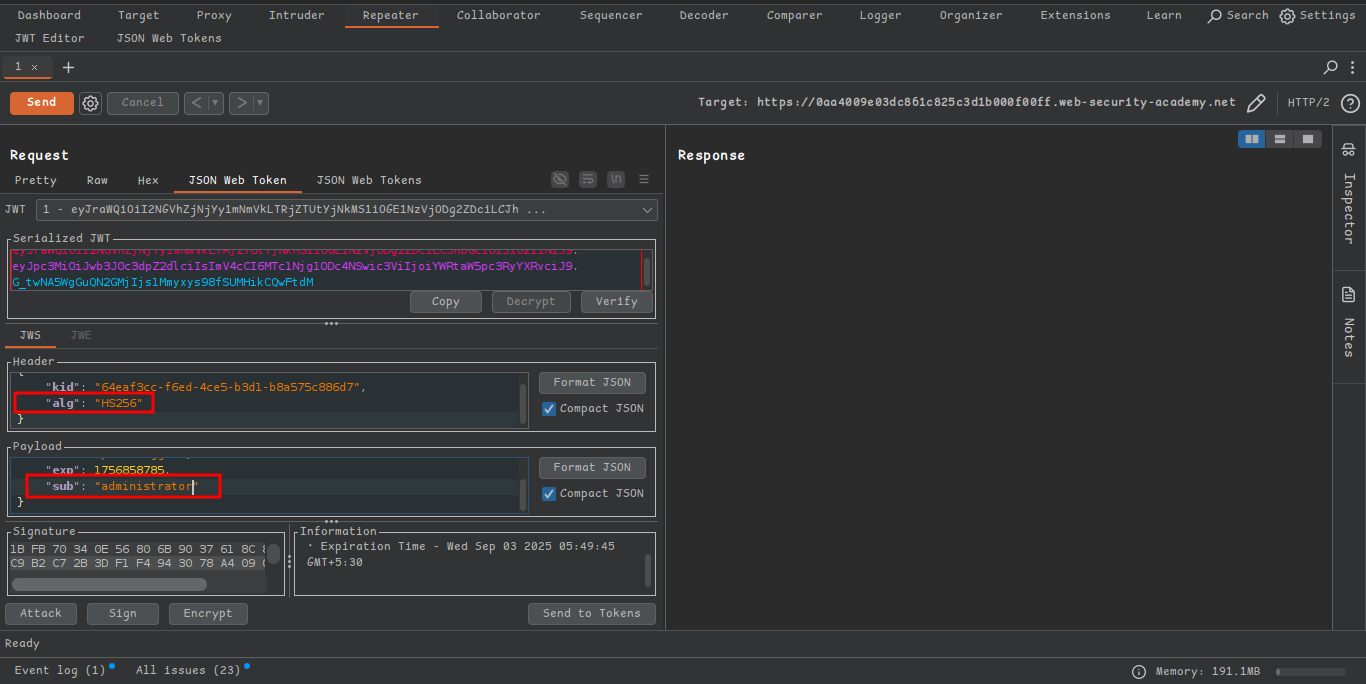 Dashboard Target Proxy Intruder Repeater Collaborator Sequencer Decoder Comparer Logger Organizer Extensions Learn Search Settings
JWT Editor JSON Web Tokens
1 × +
Send Cancel < ▾ > ▾ Target: https://0aa4009e03dc861c825c3d1b000f00ff.web-security-academy.net HTTP/2 ?
Request
Pretty Raw Hex JSON Web Token JSON Web Tokens \n
JWT 1 - eyJraWQiOiI2NGVhZjNjYy1mNmVkLTRjZTUtYjNkMS1iOGE1NzVjODg2ZDciLCJh ...
Serialized JWT
eyJpc3MiOiJwb3J0c3dpZ2dlciIsImV4cCI6MTc1Njg1ODc4NSwic3ViIjoiYWRtaW5pc3RyYXRvciJ9.
G_twNA5WgGuQN2GMjIjslMmyxys98fSUMHikCQwFtdM
Copy Decrypt Verify
JWS JWE
Header
"kid": "64eaf3cc-f6ed-4ce5-b3d1-b8a575c886d7",
"alg": "HS256"
}
Format JSON
Compact JSON
Payload
"exp": 1756858785,
"sub": "administrator"
}
Format JSON
Compact JSON
Signature
1B FB 70 34 0E 56 80 6B 90 37 61 8C
C9 B2 C7 2B 3D F1 F4 94 30 78 A4 09
Information
· Expiration Time - Wed Sep 03 2025 05:49:45
GMT+5:30
Attack Sign Encrypt Send to Tokens
Response
Inspector
Notes
Ready
Event log (1) All issues (23) Memory: 191.1MB